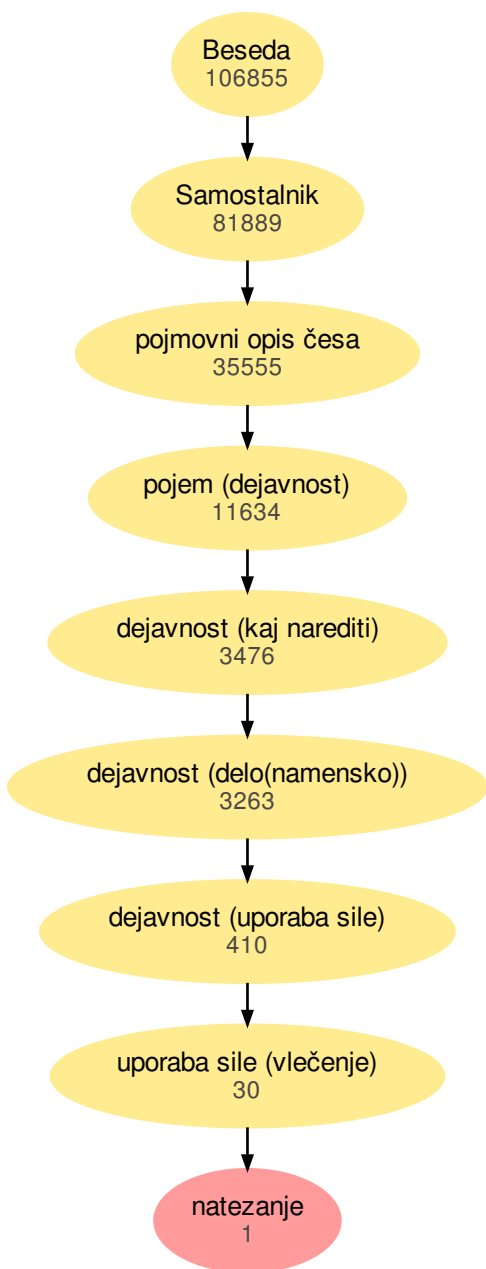 Beseda
106855
Samostalnik
81889
pojmovni opis česa
35555
pojem (dejavnost)
11634
dejavnost (kaj narediti)
3476
dejavnost (delo(namensko))
3263
dejavnost (uporaba sile)
410
uporaba sile (vlečenje)
30
natezanje
1